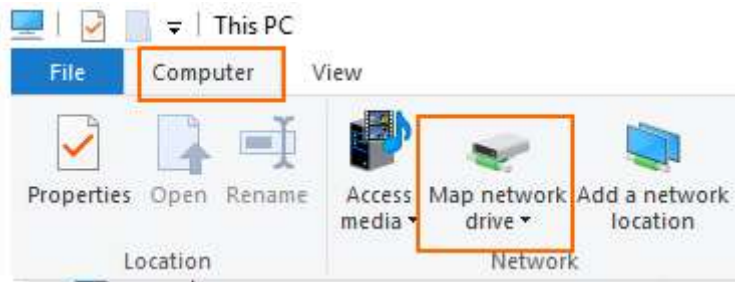 This PC
File Computer View
Properties Open Rename Access media Map network drive Add a network location
Location Network